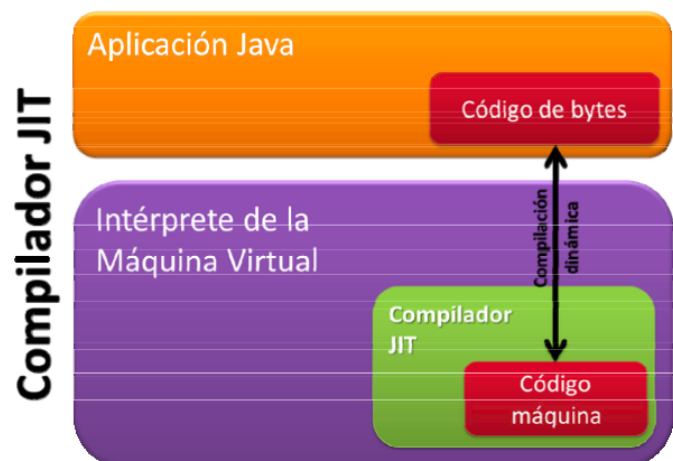 Compilador JIT
Aplicación Java
Código de bytes
Compilación
dinámica
Intérprete de la
Máquina Virtual
Compilador
JIT
Código
máquina